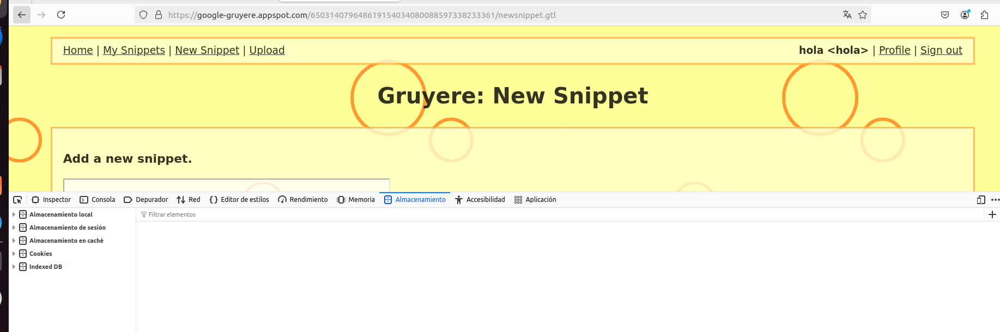 https://google-gruyere.appspot.com/650314079648619154034080088597338233361/newsnippet.gtl
Home | My Snippets | New Snippet | Upload
hola <hola> | Profile | Sign out
Gruyere: New Snippet
Add a new snippet.
Inspector Consola Depurador Red Editor de estilos Rendimiento Memoria Almacenamiento Accesibilidad Aplicación
Almacenamiento local
Filtrar elementos
Almacenamiento de sesión
Almacenamiento en caché
Cookies
Indexed DB